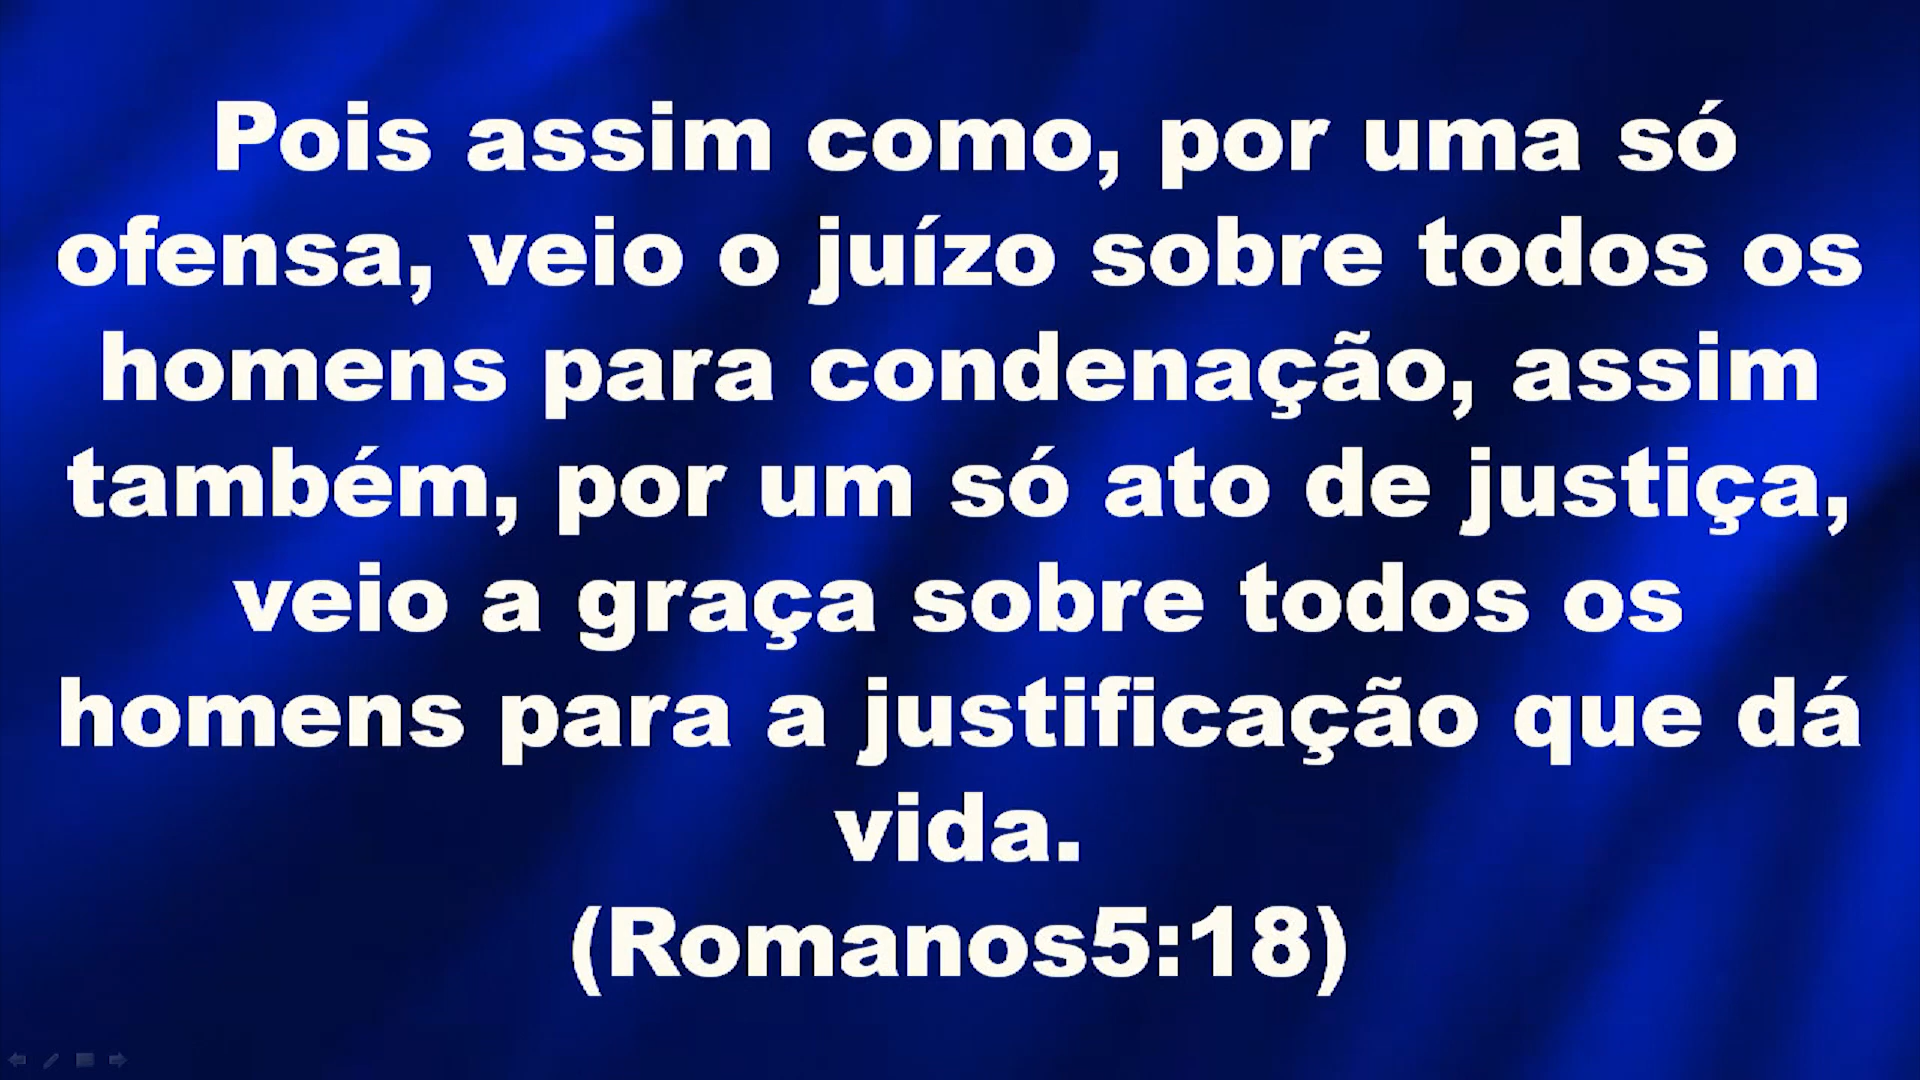 Pois assim como, por uma só
ofensa, veio o juízo sobre todos os
homens para condenação, assim
também, por um só ato de justiça,
veio a graça sobre todos os
homens para a justificação que dá
vida.
(Romanos5:18)